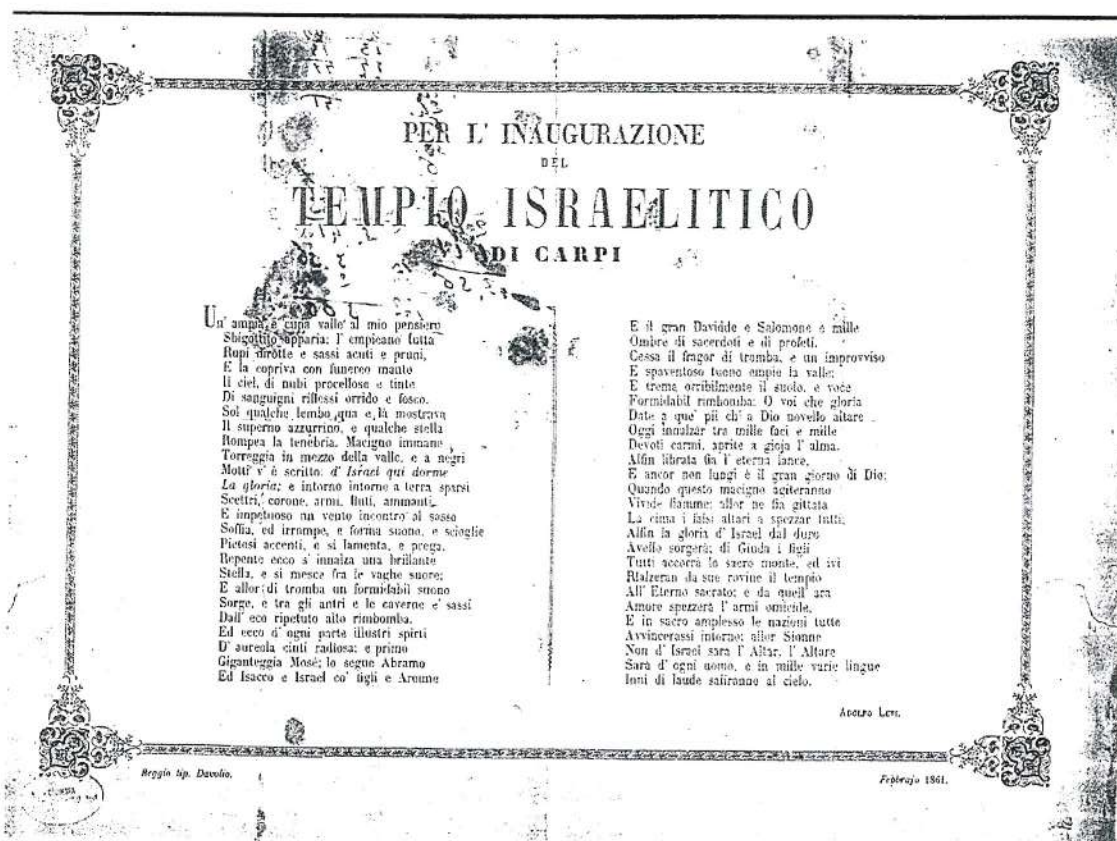 PER L' INAUGURAZIONE
DEL
TEMPIO ISRAELITICO
DI CARPI
Un' ampia e cupa valle al mio pensiero
Sbigottito apparia: l' empieano tutta
Rupi dirotte e sassi acuti e pruni,
E la copriva con funereo manto
Il ciel, di nubi procellose e tinte
Di sanguigni riflessi orrido e fosco.
Sol qualche lembo qua e là mostrava
Il superno azzurrino, e qualche stella
Rompea la tenebria. Macigno immane
Torreggia in mezzo della valle, e a negri
Motti v' è scritto: d' Israel qui dorme
La gloria; e intorno intorno a terra sparsi
Scettri, corone, armi, liuti, ammanti.
E impetuoso un vento incontro al sasso
Soffia, ed irrompe, e forma suono, e scioglie
Pietosi accenti, e si lamenta, e prega.
Repente ecco s' innalza una brillante
Stella, e si mesce fra le vaghe suore;
E allor di tromba un formidabil suono
Sorge, e tra gli antri e le caverne e' sassi
Dall' eco ripetuto alto rimbomba.
Ed ecco d' ogni parte illustri spirti
D' aureola cinti radiosa; e primo
Giganteggia Mosè; lo segue Abramo
Ed Isacco e Israel co' figli e Aronne
E il gran Davidde e Salomone e mille
Ombre di sacerdoti e di profeti.
Cessa il fragor di tromba, e un improvviso
E spaventoso tuono empie la valle;
E trema orribilmente il suolo, e voce
Formidabil rimbomba: O voi che gloria
Date a que' pii ch' a Dio novello altare
Oggi innalzar tra mille faci e mille
Devoti carmi, aprite a gioja l' alma.
Alfin librata fia l' eterna lance,
E ancor non lungi è il gran giorno di Dio;
Quando questo macigno agiteranno
Vivide fiamme; allor ne fia gittata
La cima i falsi altari a spezzar tutti;
Alfin la gloria d' Israel dal duro
Avello sorgerà; di Giuda i figli
Tutti accorrà lo sacro monte, ed ivi
Rialzeran da sue rovine il tempio
All' Eterno sacrato; e da quell' ara
Amore spezzerà l' armi omicide,
E in sacro amplesso le nazioni tutte
Avvincerassi intorno; allor Sionne
Non d' Israel sarà l' Altar, l' Altare
Sarà d' ogni uomo, e in mille varie lingue
Inni di laude saliranno al cielo.
ADOLFO LEVI.
Reggio tip. Davolio.
Febbrajo 1861.